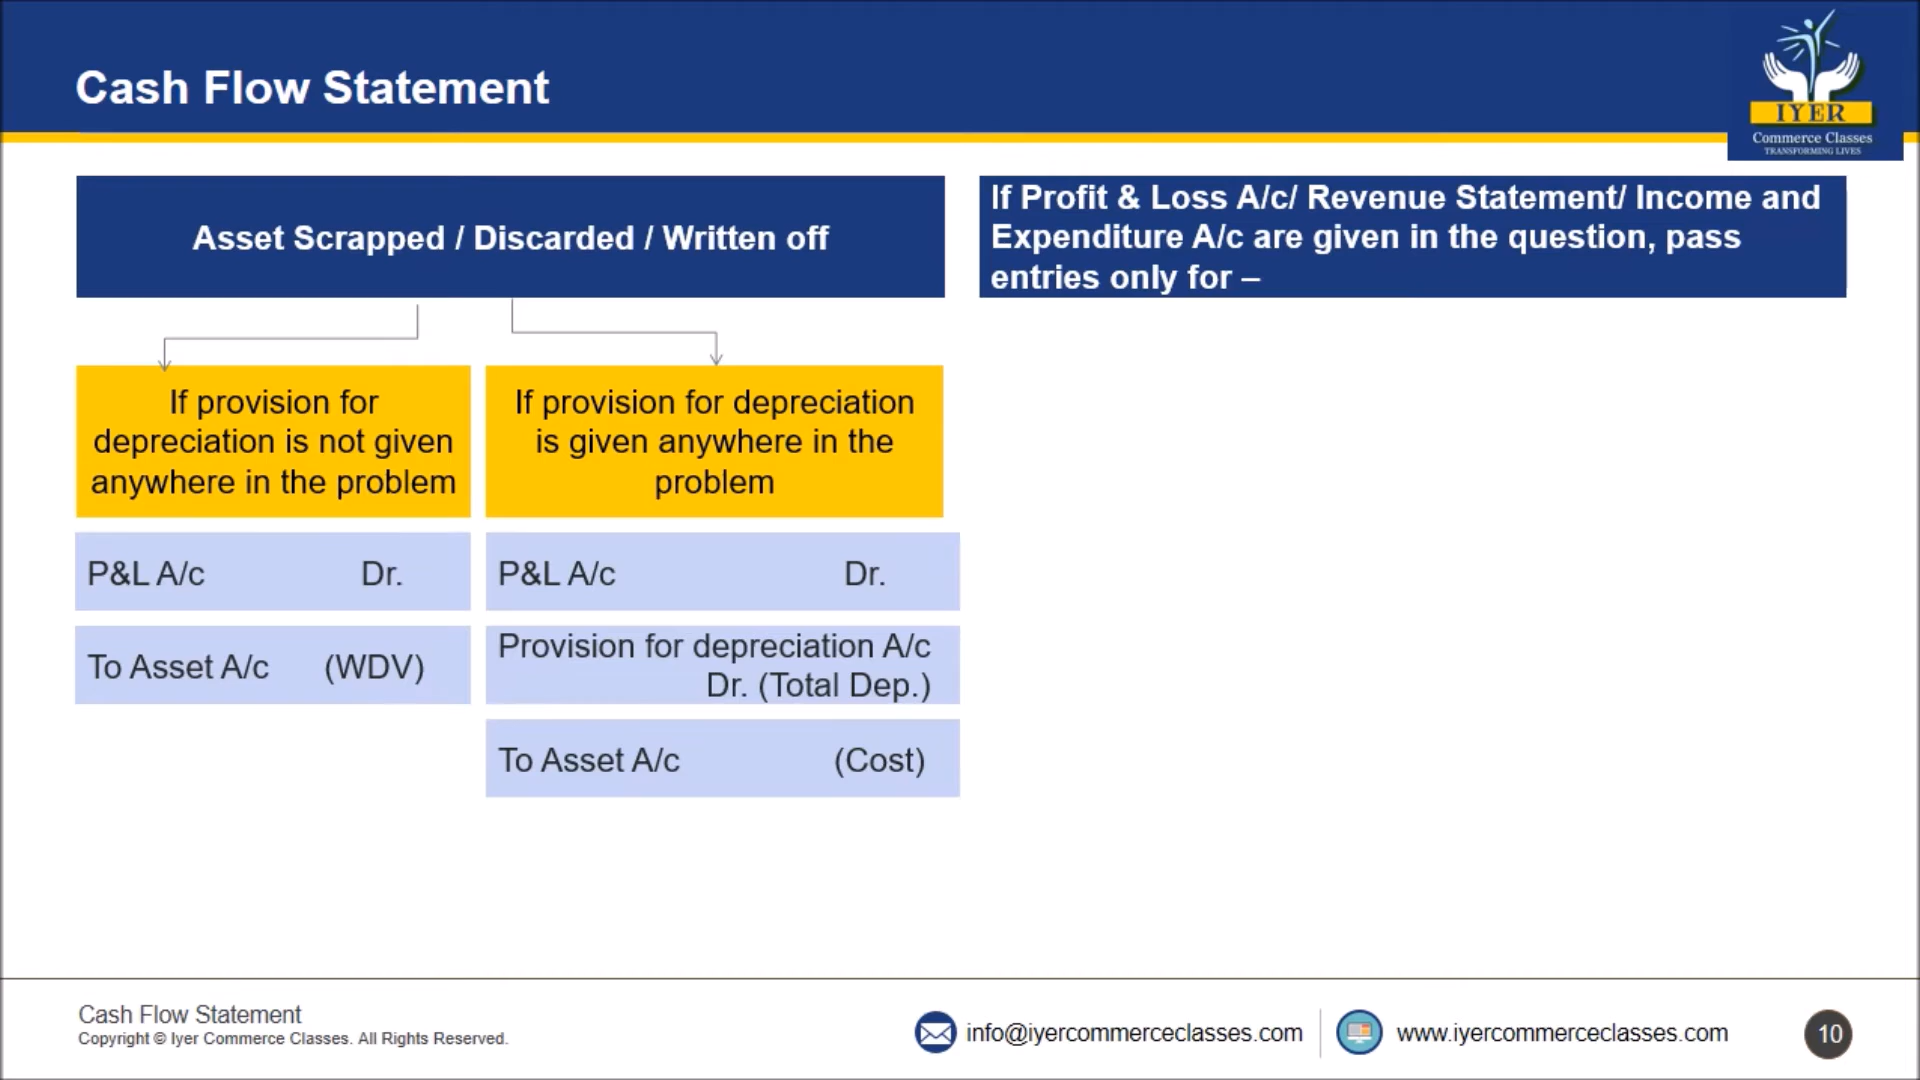 Cash Flow Statement
IYER
Commerce Classes
TRANSFORMING LIVES
Asset Scrapped / Discarded / Written off
If Profit & Loss A/c/ Revenue Statement/ Income and
Expenditure A/c are given in the question, pass
entries only for –
If provision for
depreciation is not given
anywhere in the problem
If provision for depreciation
is given anywhere in the
problem
P&L A/c Dr.
To Asset A/c (WDV)
P&L A/c Dr.
Provision for depreciation A/c
Dr. (Total Dep.)
To Asset A/c (Cost)
Cash Flow Statement
Copyright © Iyer Commerce Classes. All Rights Reserved.
info@iyercommerceclasses.com
www.iyercommerceclasses.com
10